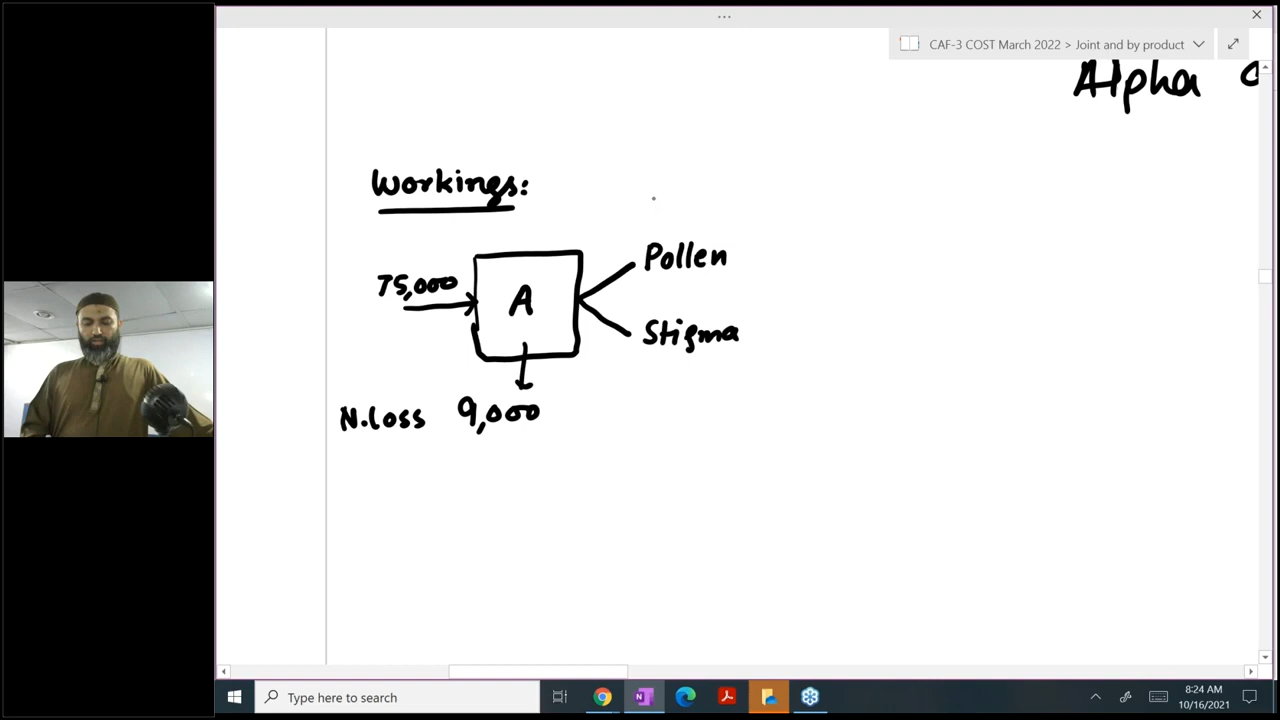 CAF-3 COST March 2022 > Joint and by product
Alpha
Workings:
75,000
A
Pollen
Stigma
N.Loss 9,000
Type here to search
8:24 AM
10/16/2021